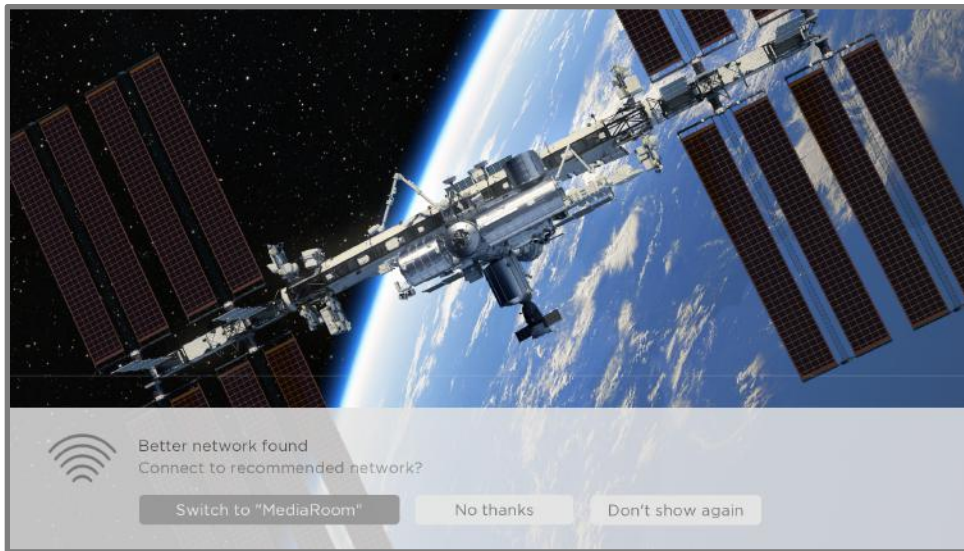 Better network found
Connect to recommended network?
Switch to "MediaRoom"
No thanks
Don't show again